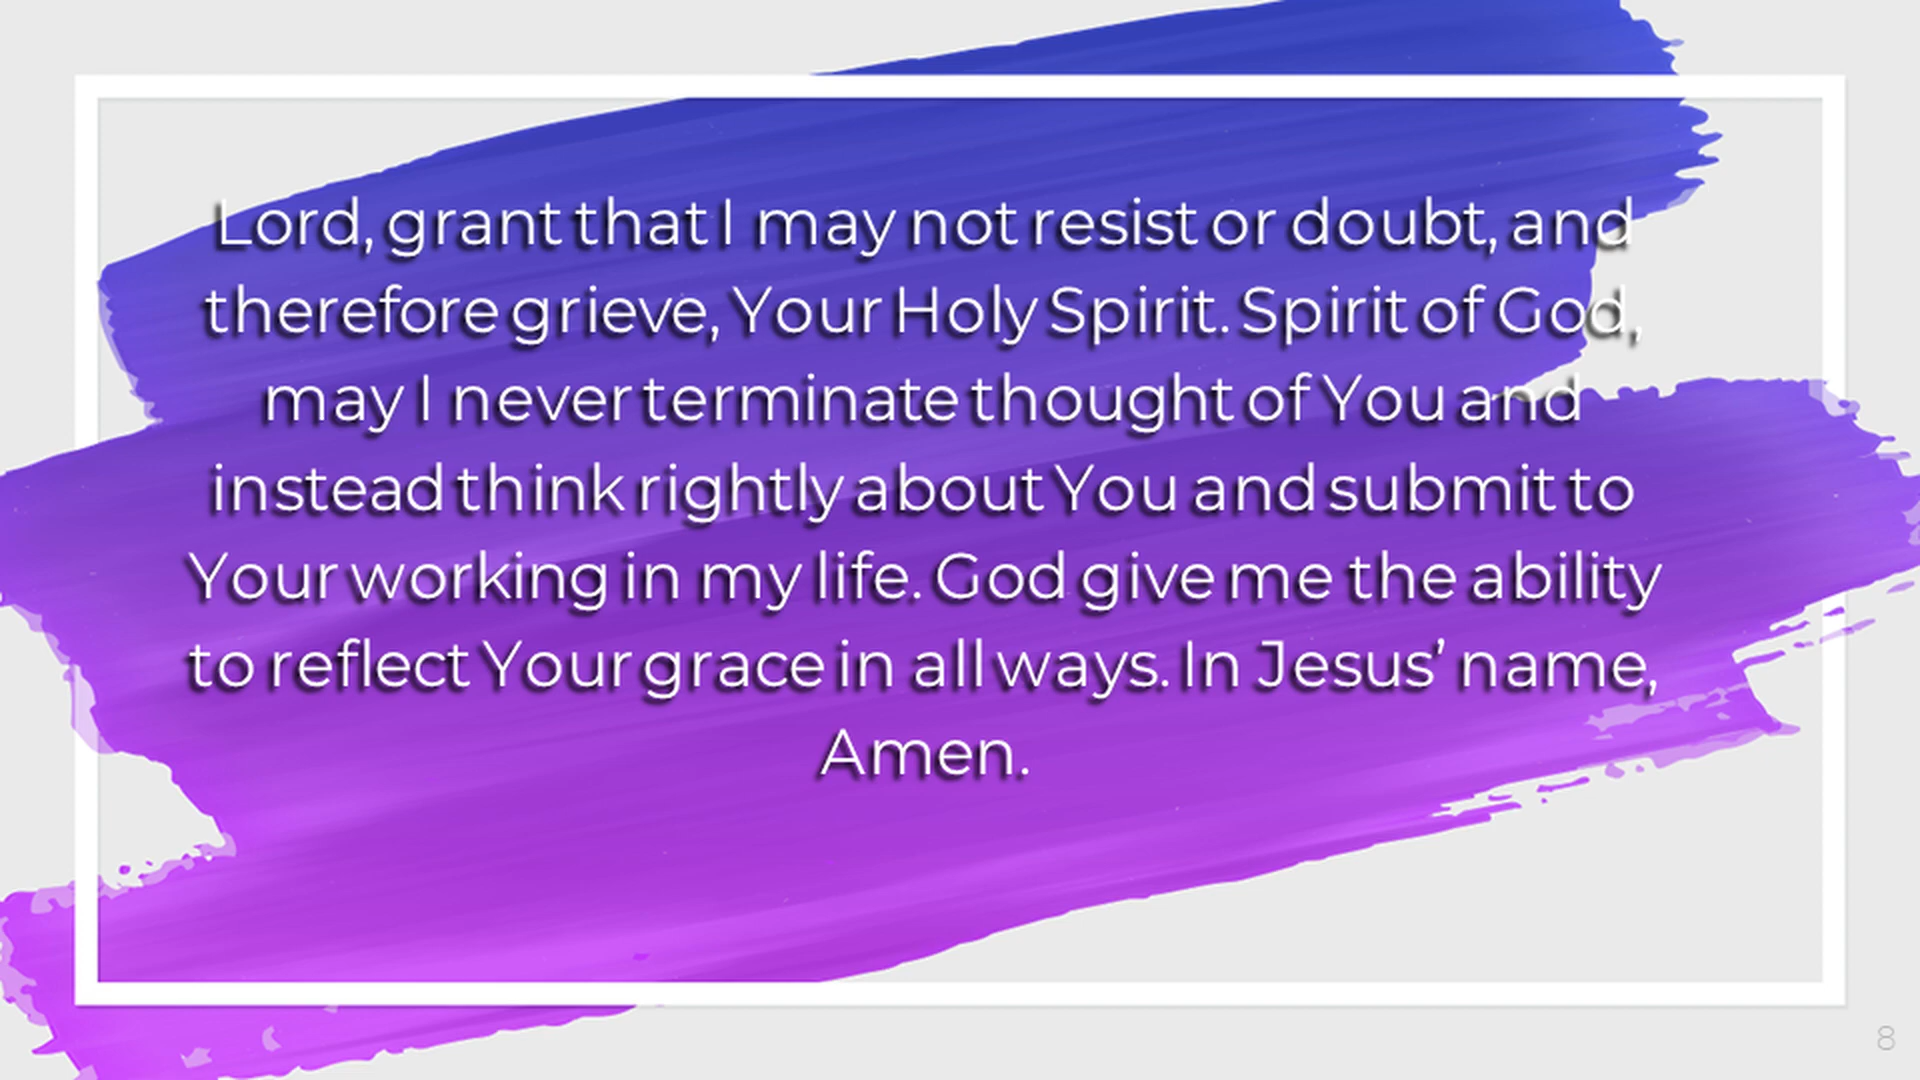 Lord, grant that I may not resist or doubt, and
therefore grieve, Your Holy Spirit. Spirit of God,
may I never terminate thought of You and
instead think rightly about You and submit to
Your working in my life. God give me the ability
to reflect Your grace in all ways. In Jesus’ name,
Amen.
8